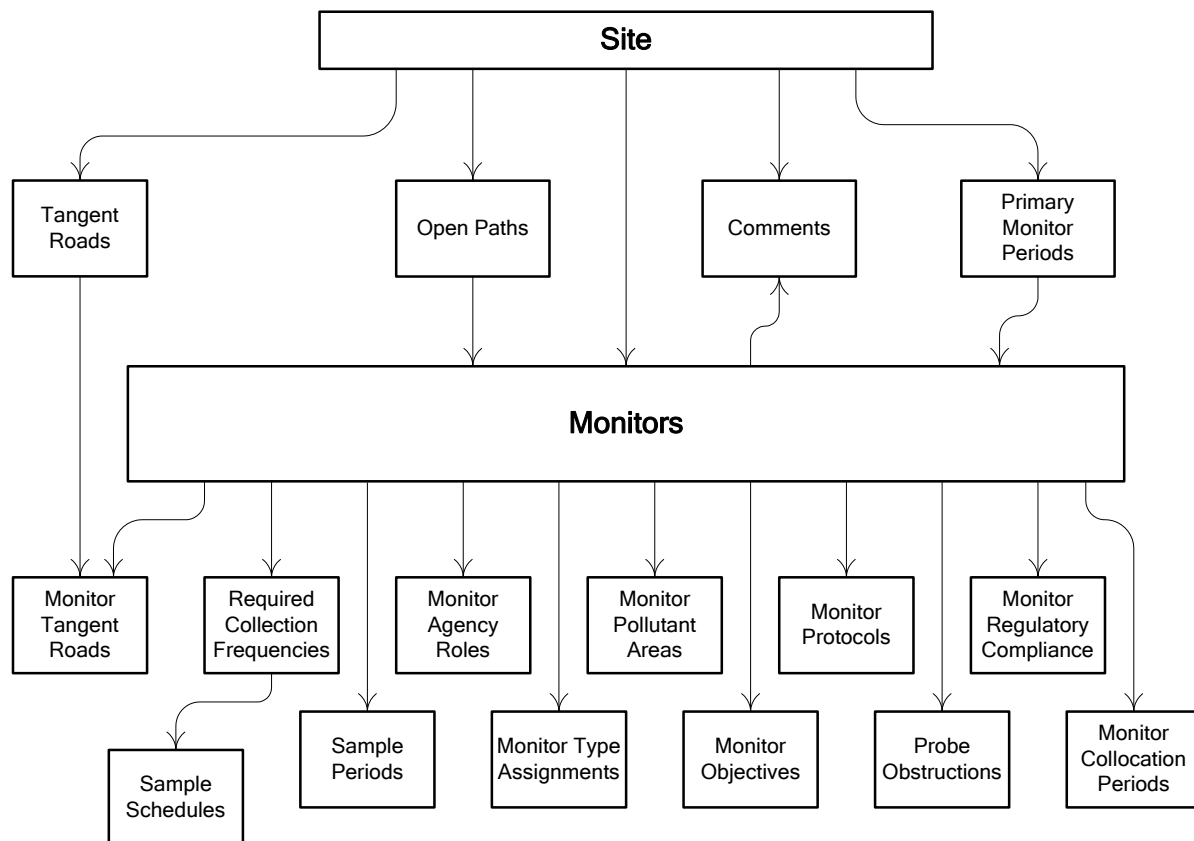 Site
Tangent
Roads
Open Paths
Comments
Primary
Monitor
Periods
Monitors
Monitor
Tangent
Roads
Required
Collection
Frequencies
Monitor
Agency
Roles
Monitor
Pollutant
Areas
Monitor
Protocols
Monitor
Regulatory
Compliance
Sample
Schedules
Sample
Periods
Monitor Type
Assignments
Monitor
Objectives
Probe
Obstructions
Monitor
Collocation
Periods